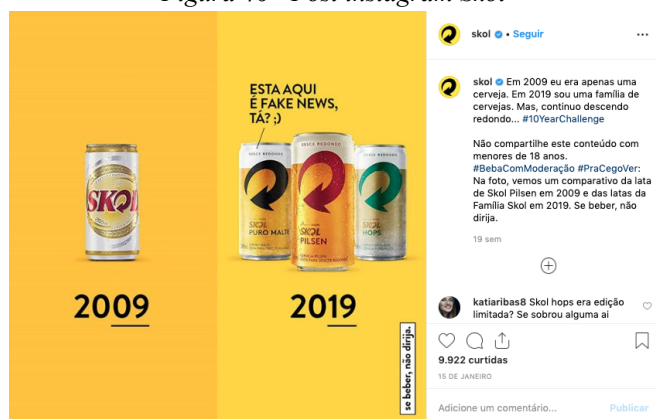 Figura 40 - Post Instagram Skol
skol • Seguir
skol Em 2009 eu era apenas uma
cerveja. Em 2019 sou uma família de
cervejas. Mas, continuo descendo
redondo... #10YearChallenge
Não compartilhe este conteúdo com
menores de 18 anos.
#BebaComModeração #PraCegoVer:
Na foto, vemos um comparativo da lata
de Skol Pilsen em 2009 e das latas da
Família Skol em 2019. Se beber, não
dirija.
19 sem
katiaribas8 Skol hops era edição
limitada? Se sobrou alguma ai
9.922 curtidas
15 DE JANEIRO
Adicione um comentário... Publicar
ESTA AQUI
É FAKE NEWS,
TÁ? ;)
SKOL
DESCE REDONDO
SKOL
PURO MALTE
DESCE REDONDO
SKOL
PILSEN
DESCE REDONDO
SKOL
HOPS
2009
2019
se beber, não dirija.